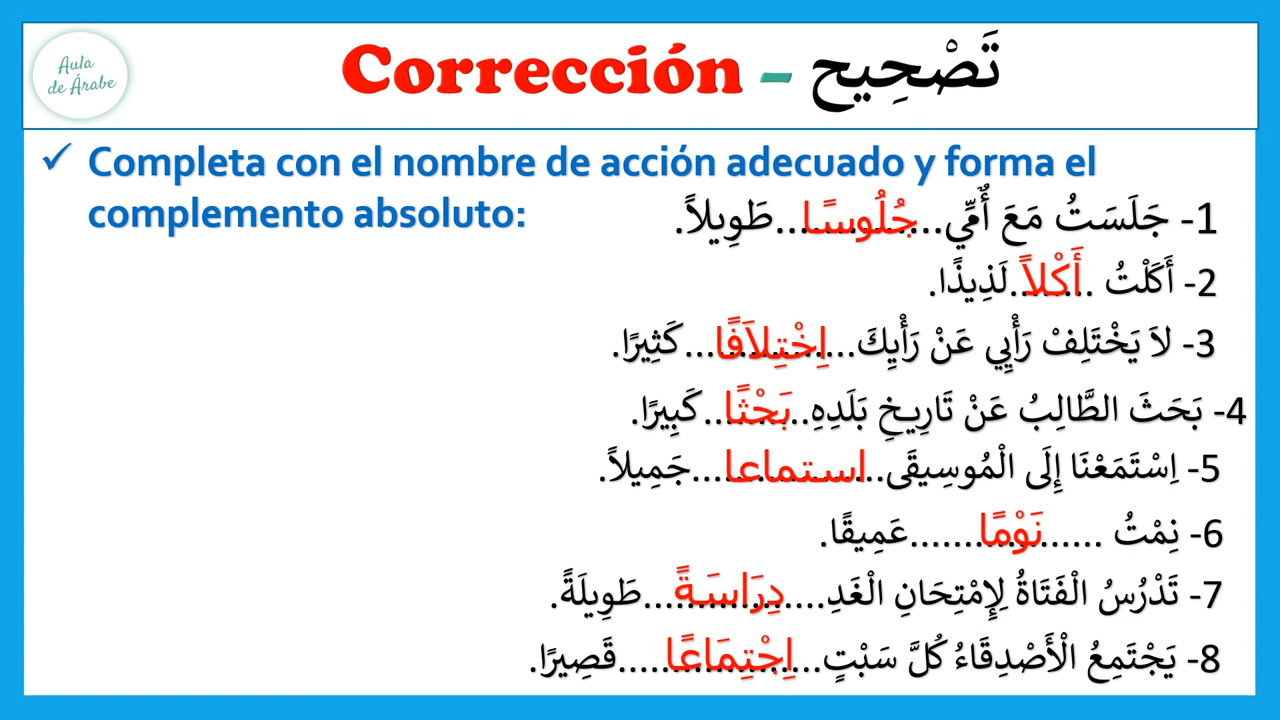 Aula
de Árabe
Corrección – تَصْحِيح
✓ Completa con el nombre de acción adecuado y forma el
complemento absoluto:
1- جَلَسَتُ مَعَ أُمِّي...جُلُوسًا...طَوِيلاً.
2- أَكَلْتُ ..أَكْلاً..لَذِيذًا.
3- لاَ يَخْتَلِفْ رَأْيِي عَنْ رَأْيِكَ...اِخْتِلاَفًا...كَثِيرًا.
4- بَحَثَ الطَّالِبُ عَنْ تَارِيخِ بَلَدِهِ..بَحْثًا..كَبِيرًا.
5- اِسْتَمَعْنَا إِلَى الْمُوسِيقَى..استماعا...جَمِيلاً.
6- نِمْتُ ......نَوْمًا......عَمِيقًا.
7- تَدْرُسُ الْفَتَاةُ لِإِمْتِحَانِ الْغَدِ...دِرَاسَةً...طَوِيلَةً.
8- يَجْتَمِعُ الْأَصْدِقَاءُ كُلَّ سَبْتٍ..اِجْتِمَاعًا.....قَصِيرًا.